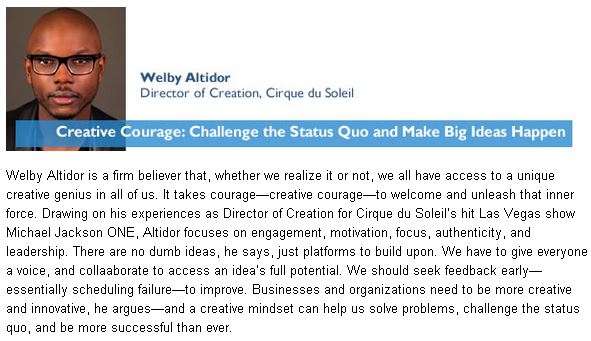 Welby Altidor
Director of Creation, Cirque du Soleil
Creative Courage: Challenge the Status Quo and Make Big Ideas Happen
Welby Altidor is a firm believer that, whether we realize it or not, we all have access to a unique
creative genius in all of us. It takes courage—creative courage—to welcome and unleash that inner
force. Drawing on his experiences as Director of Creation for Cirque du Soleil's hit Las Vegas show
Michael Jackson ONE, Altidor focuses on engagement, motivation, focus, authenticity, and
leadership. There are no dumb ideas, he says, just platforms to build upon. We have to give everyone
a voice, and collaaborate to access an idea's full potential. We should seek feedback early—
essentially scheduling failure—to improve. Businesses and organizations need to be more creative
and innovative, he argues—and a creative mindset can help us solve problems, challenge the status
quo, and be more successful than ever.